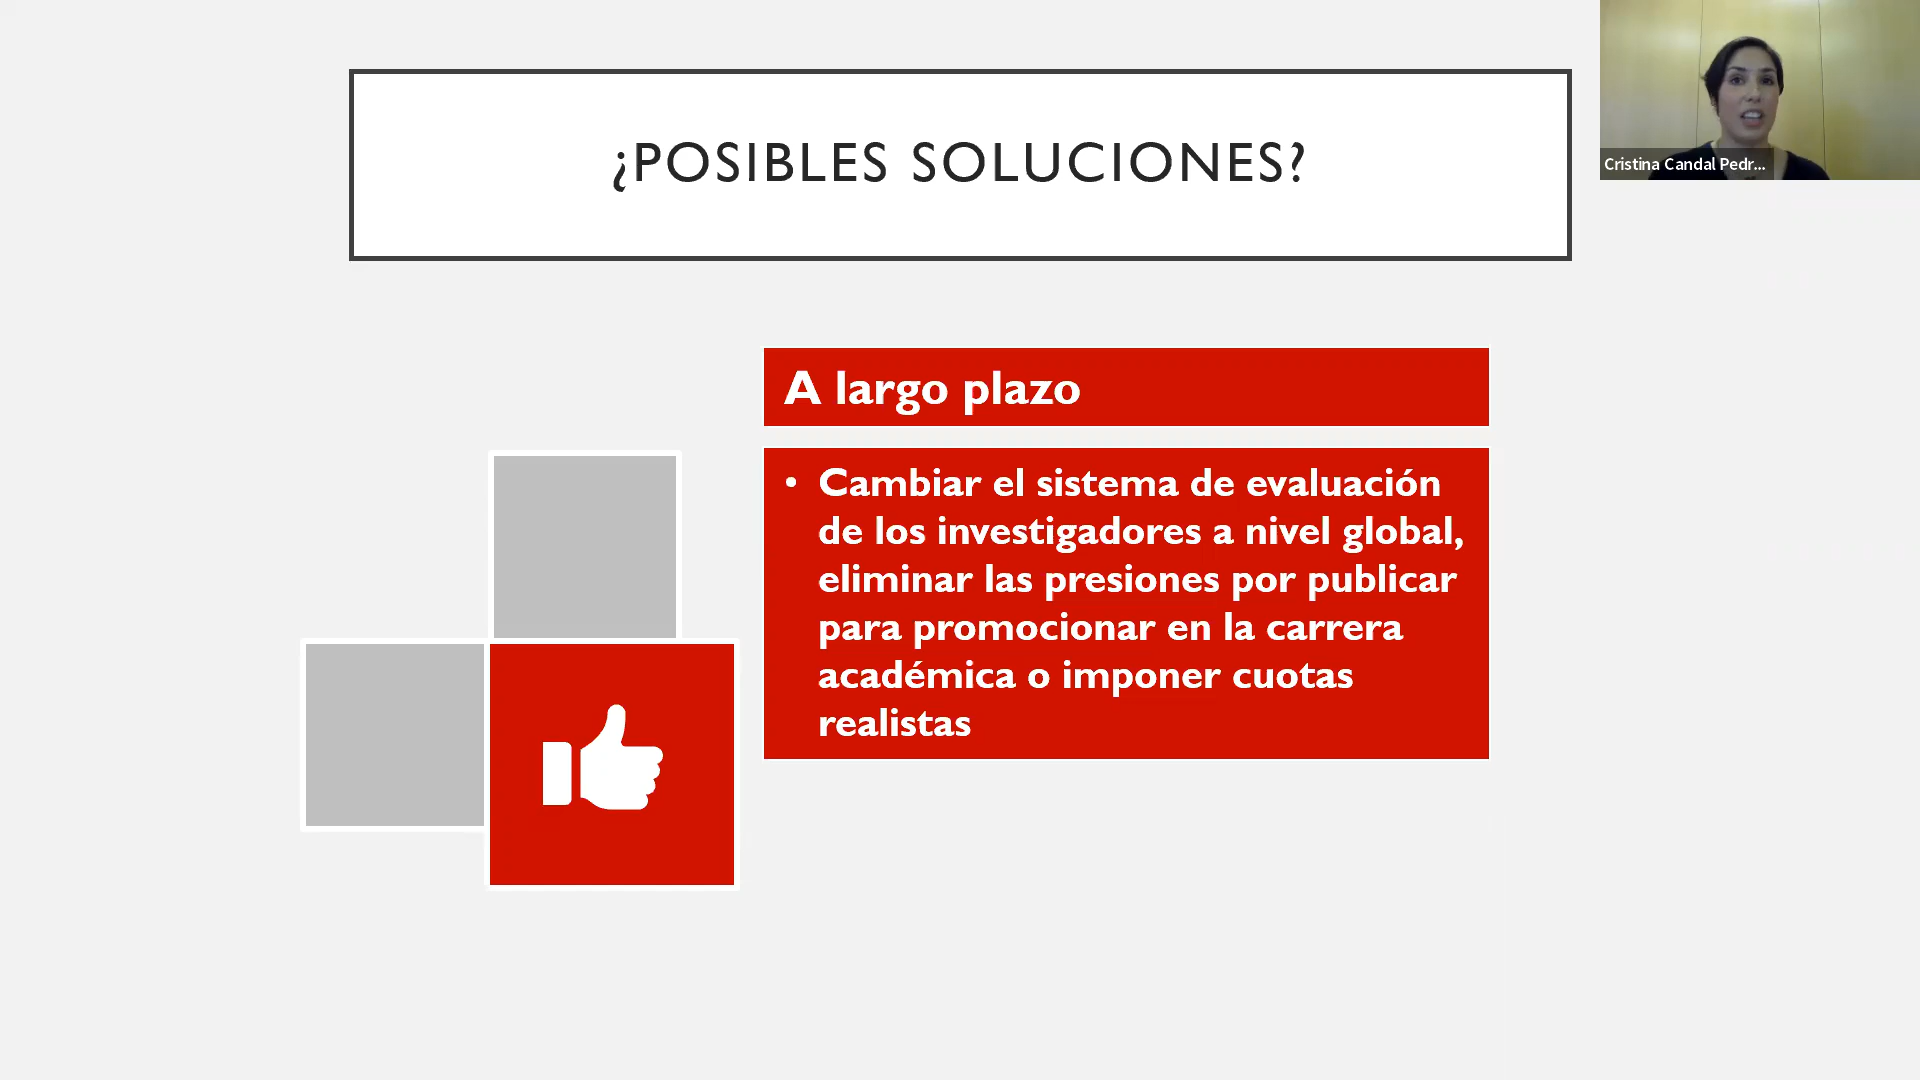 ¿POSIBLES SOLUCIONES?
Cristina Candal Pedr...
A largo plazo
• Cambiar el sistema de evaluación
de los investigadores a nivel global,
eliminar las presiones por publicar
para promocionar en la carrera
académica o imponer cuotas
realistas